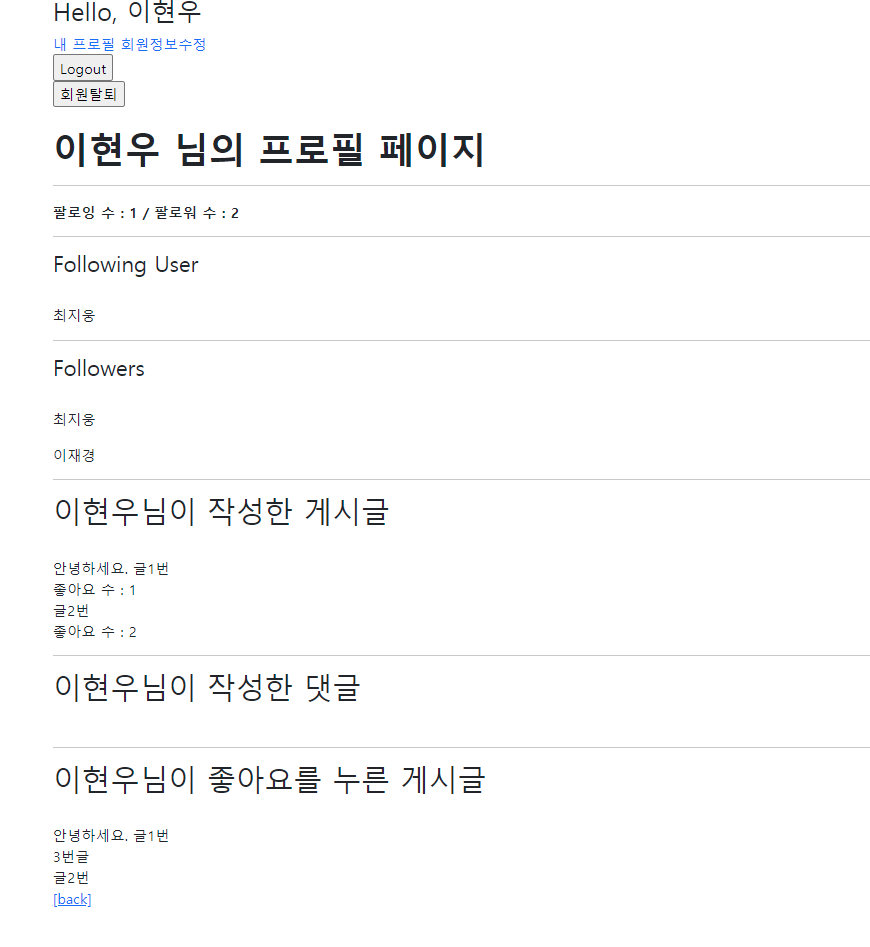 Hello, 이현우
내 프로필 회원정보수정
Logout
회원탈퇴
이현우 님의 프로필 페이지
팔로잉 수 : 1 / 팔로워 수 : 2
Following User
최지웅
Followers
최지웅
이재경
이현우님이 작성한 게시글
안녕하세요. 글1번
좋아요 수 : 1
글2번
좋아요 수 : 2
이현우님이 작성한 댓글
이현우님이 좋아요를 누른 게시글
안녕하세요. 글1번
3번글
글2번
[back]